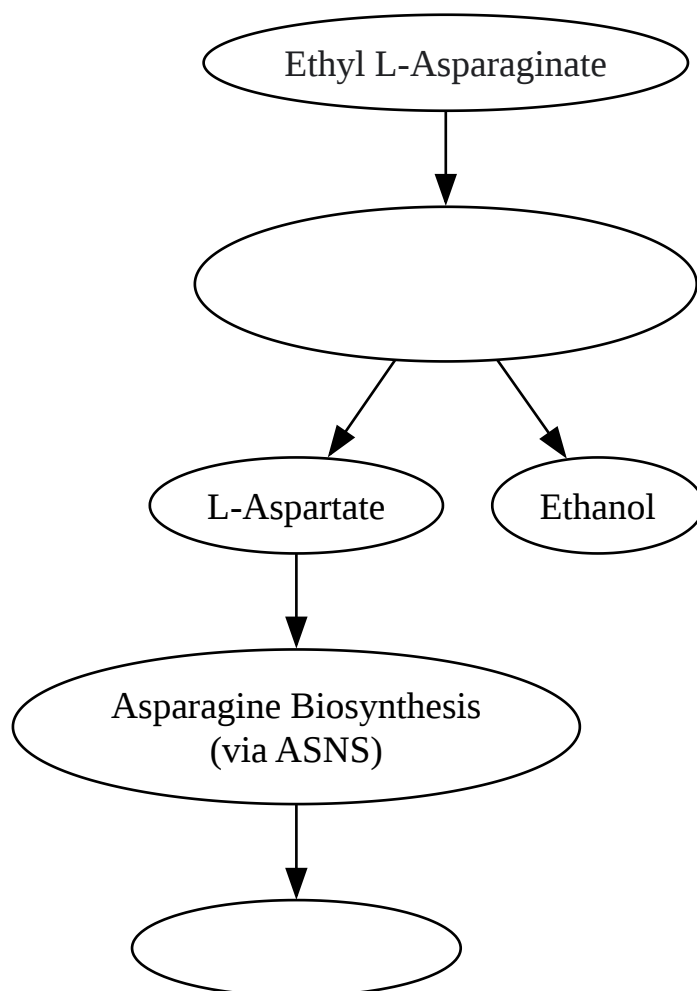 Ethyl L-Asparaginate
L-Aspartate
Ethanol
Asparagine Biosynthesis
(via ASNS)